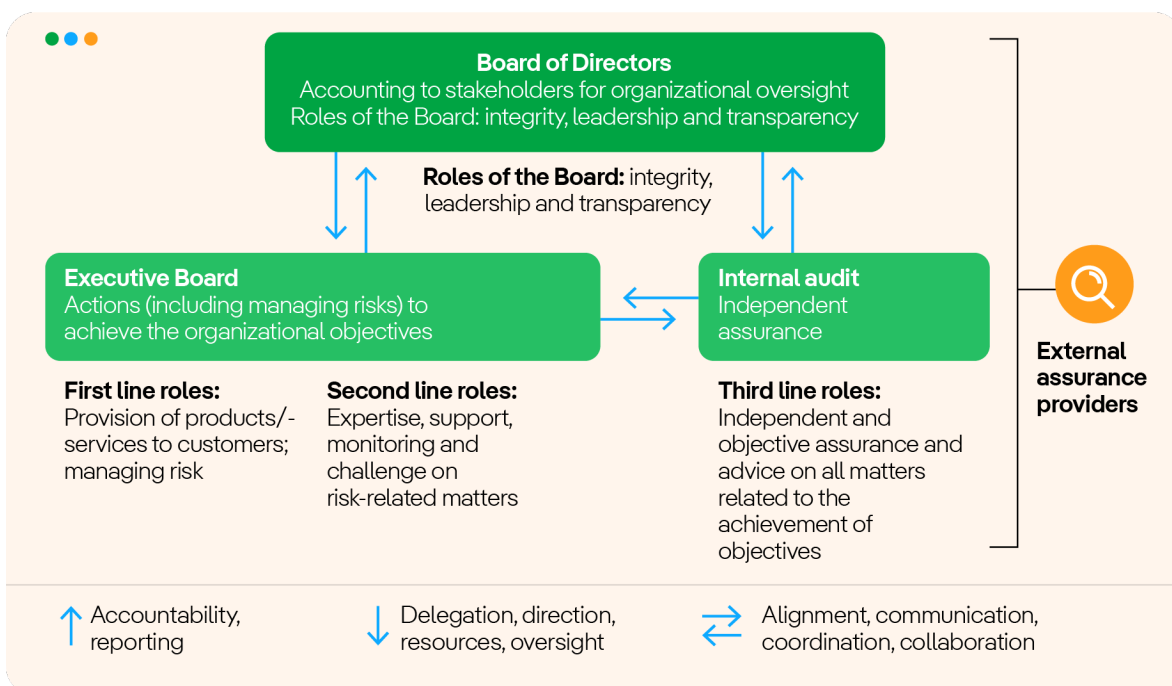 Board of Directors
Accounting to stakeholders for organizational oversight
Roles of the Board: integrity, leadership and transparency
Roles of the Board: integrity,
leadership and transparency
Executive Board
Actions (including managing risks) to
achieve the organizational objectives
Internal audit
Independent
assurance
External
assurance
providers
First line roles:
Provision of products/-
services to customers;
managing risk
Second line roles:
Expertise, support,
monitoring and
challenge on
risk-related matters
Third line roles:
Independent and
objective assurance and
advice on all matters
related to the
achievement of
objectives
Accountability,
reporting
Delegation, direction,
resources, oversight
Alignment, communication,
coordination, collaboration